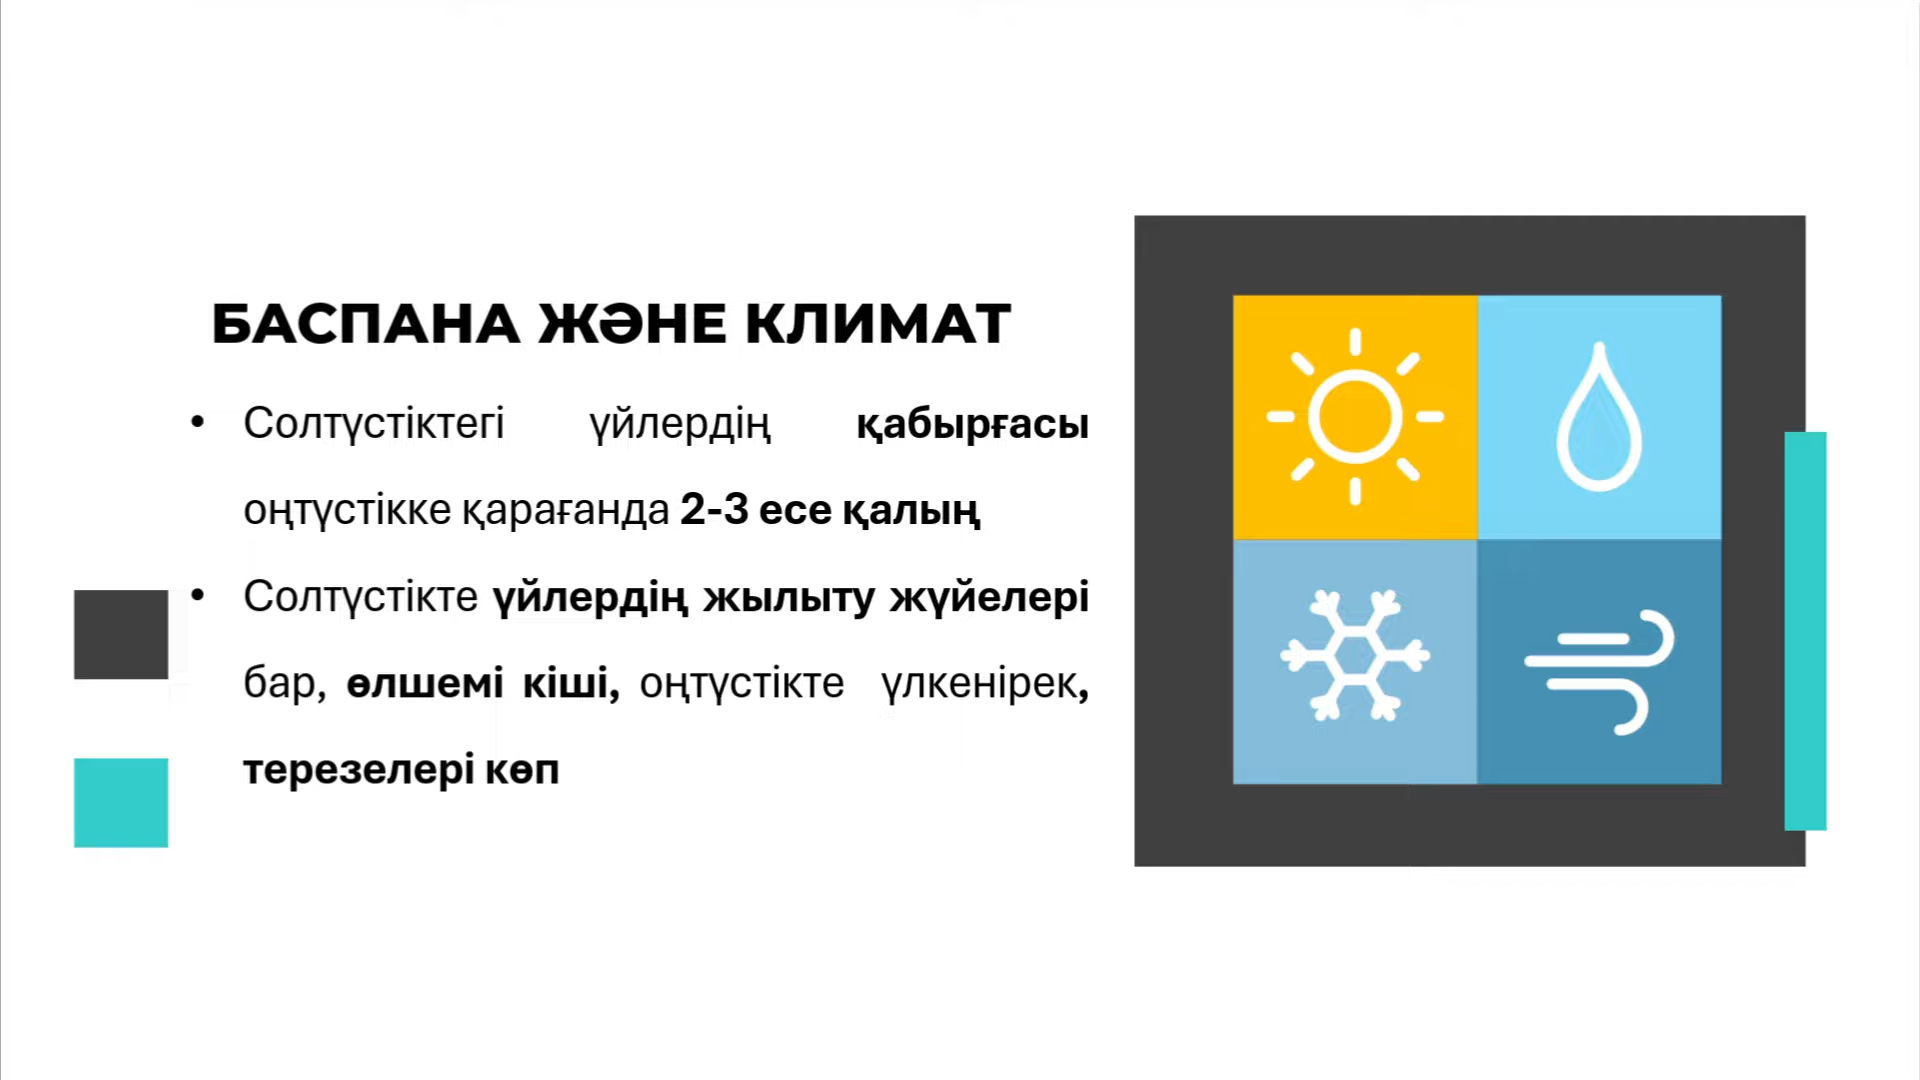 БАСПАНА ЖӘНЕ КЛИМАТ
• Солтүстіктегі үйлердің қабырғасы
оңтүстікке қарағанда 2-3 есе қалың
• Солтүстікте үйлердің жылыту жүйелері
бар, өлшемі кіші, оңтүстікте үлкенірек,
терезелері көп